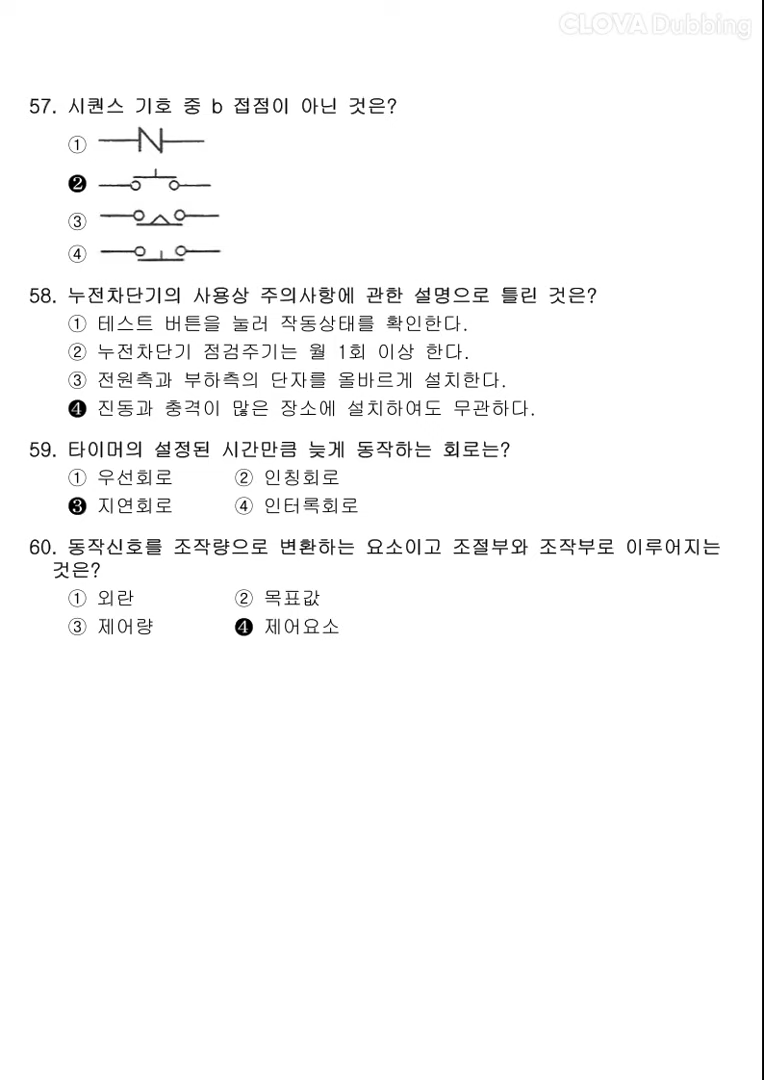 CLOVA Dubbing
57. 시퀀스 기호 중 b 접점이 아닌 것은?
①
❷
③
④
58. 누전차단기의 사용상 주의사항에 관한 설명으로 틀린 것은?
① 테스트 버튼을 눌러 작동상태를 확인한다.
② 누전차단기 점검주기는 월 1회 이상 한다.
③ 전원측과 부하측의 단자를 올바르게 설치한다.
❹ 진동과 충격이 많은 장소에 설치하여도 무관하다.
59. 타이머의 설정된 시간만큼 늦게 동작하는 회로는?
① 우선회로 ② 인칭회로
❸ 지연회로 ④ 인터록회로
60. 동작신호를 조작량으로 변환하는 요소이고 조절부와 조작부로 이루어지는
것은?
① 외란 ② 목표값
③ 제어량 ❹ 제어요소